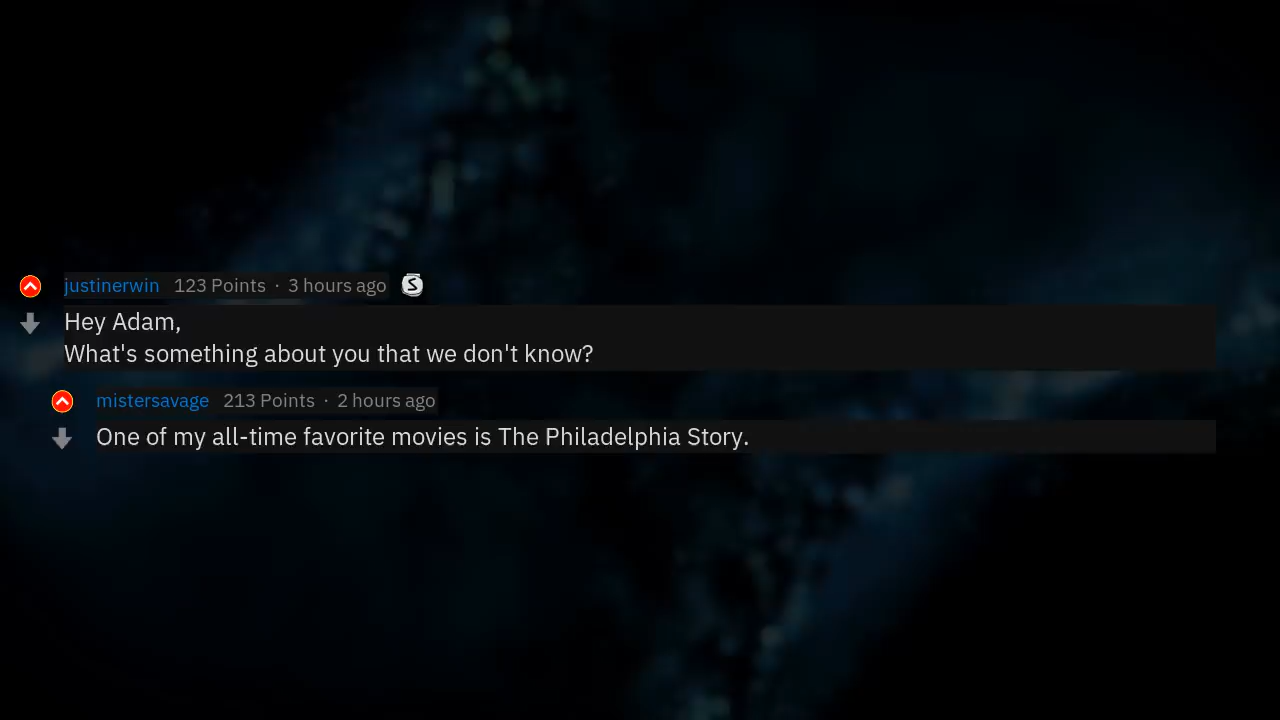 justinerwin 123 Points · 3 hours ago S
Hey Adam,
What's something about you that we don't know?
mistersavage 213 Points · 2 hours ago
One of my all-time favorite movies is The Philadelphia Story.